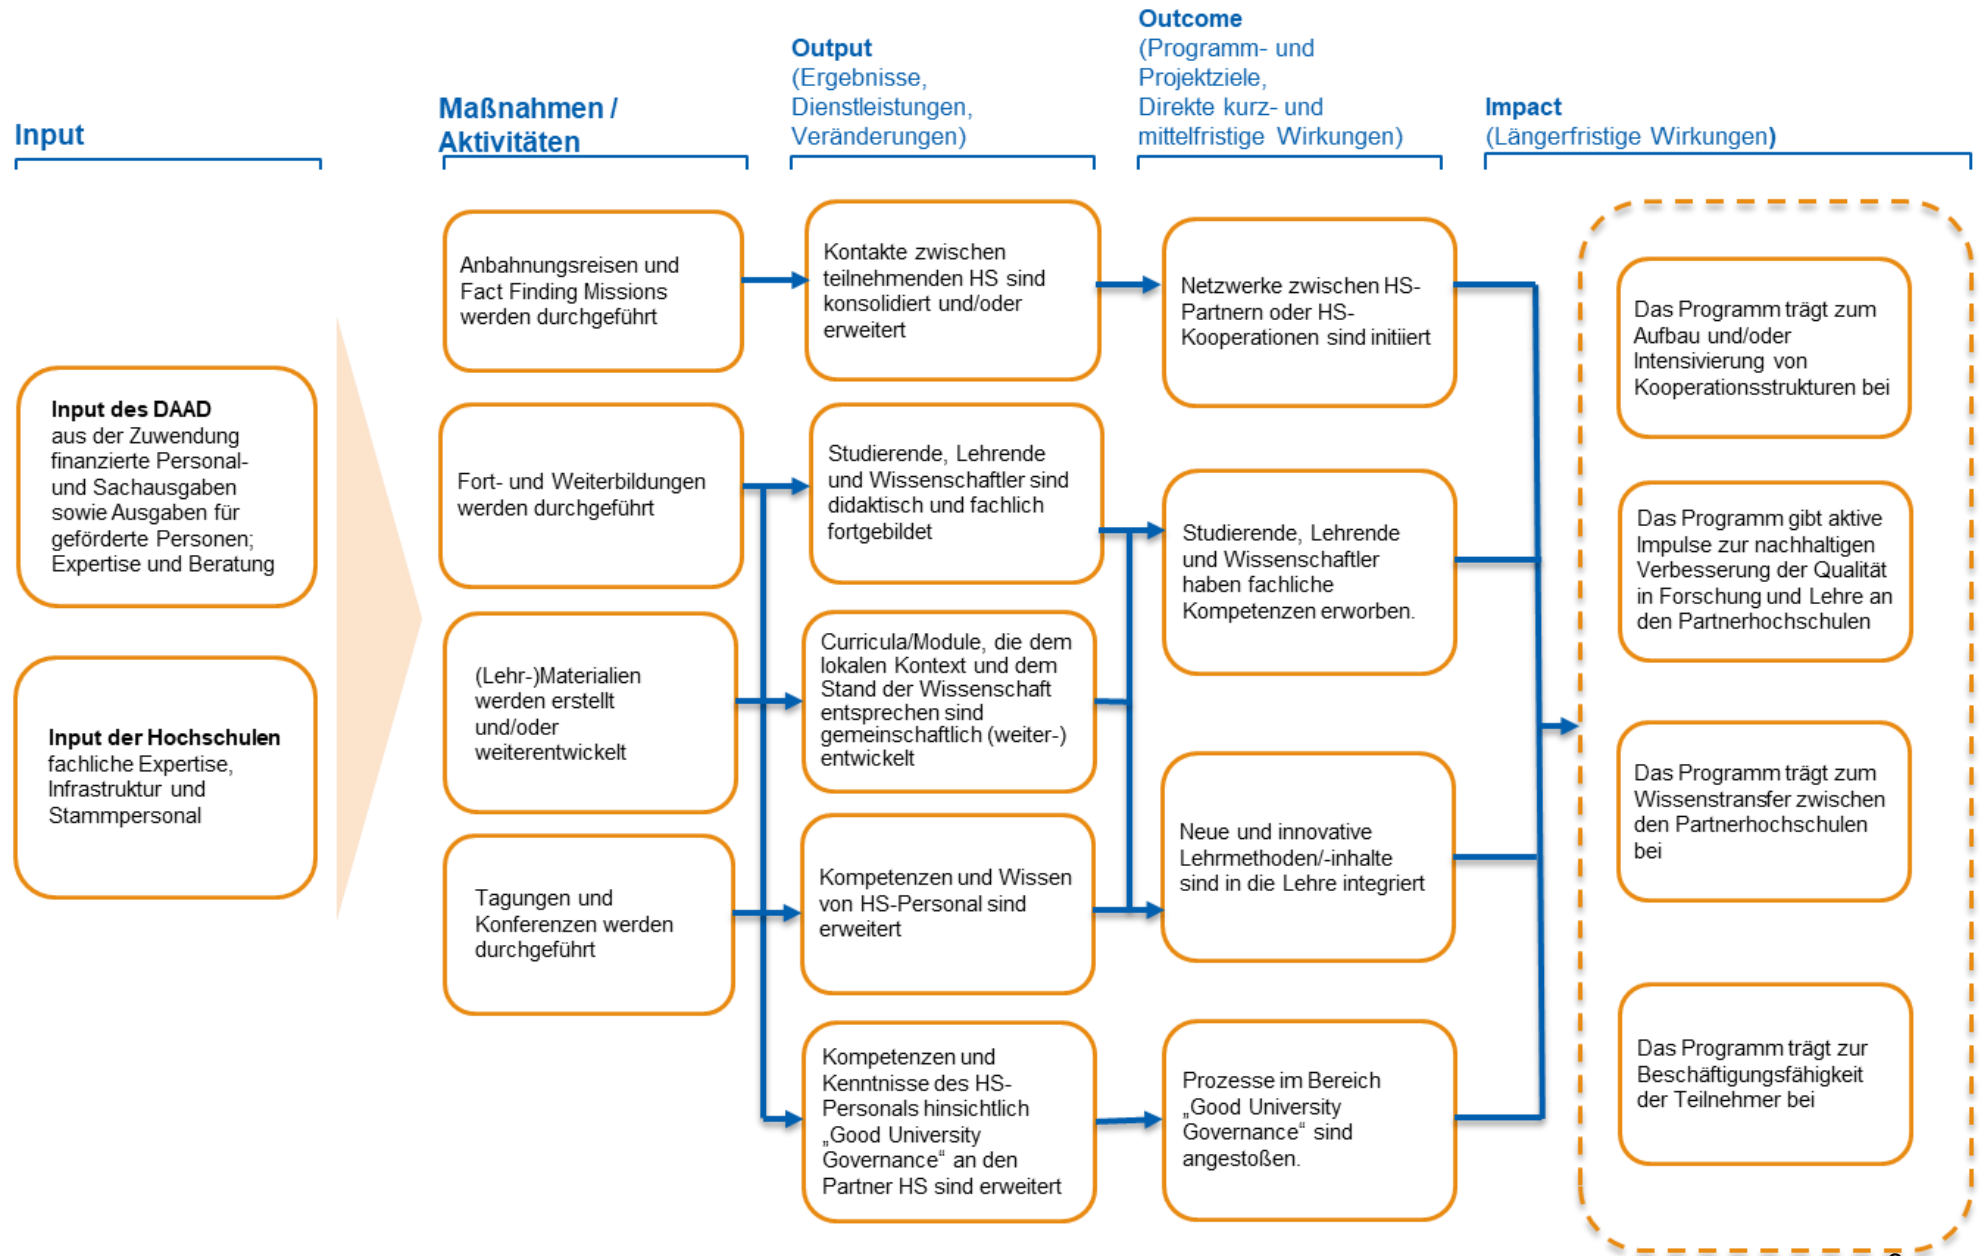 Input
Maßnahmen /
Aktivitäten
Output
(Ergebnisse,
Dienstleistungen,
Veränderungen)
Outcome
(Programm- und
Projektziele,
Direkte kurz- und
mittelfristige Wirkungen)
Impact
(Längerfristige Wirkungen)
Input des DAAD
aus der Zuwendung
finanzierte Personal-
und Sachausgaben
sowie Ausgaben für
geförderte Personen;
Expertise und Beratung
Input der Hochschulen
fachliche Expertise,
Infrastruktur und
Stammpersonal
Anbahnungsreisen und
Fact Finding Missions
werden durchgeführt
Fort- und Weiterbildungen
werden durchgeführt
(Lehr-)Materialien
werden erstellt
und/oder
weiterentwickelt
Tagungen und
Konferenzen werden
durchgeführt
Kontakte zwischen
teilnehmenden HS sind
konsolidiert und/oder
erweitert
Studierende, Lehrende
und Wissenschaftler sind
didaktisch und fachlich
fortgebildet
Curricula/Module, die dem
lokalen Kontext und dem
Stand der Wissenschaft
entsprechen sind
gemeinschaftlich (weiter-)
entwickelt
Kompetenzen und Wissen
von HS-Personal sind
erweitert
Kompetenzen und
Kenntnisse des HS-
Personals hinsichtlich
„Good University
Governance“ an den
Partner HS sind erweitert
Netzwerke zwischen HS-
Partnern oder HS-
Kooperationen sind initiiert
Studierende, Lehrende
und Wissenschaftler
haben fachliche
Kompetenzen erworben.
Neue und innovative
Lehrmethoden/-inhalte
sind in die Lehre integriert
Prozesse im Bereich
„Good University
Governance“ sind
angestoßen.
Das Programm trägt zum
Aufbau und/oder
Intensivierung von
Kooperationsstrukturen bei
Das Programm gibt aktive
Impulse zur nachhaltigen
Verbesserung der Qualität
in Forschung und Lehre an
den Partnerhochschulen
Das Programm trägt zum
Wissenstransfer zwischen
den Partnerhochschulen
bei
Das Programm trägt zur
Beschäftigungsfähigkeit
der Teilnehmer bei